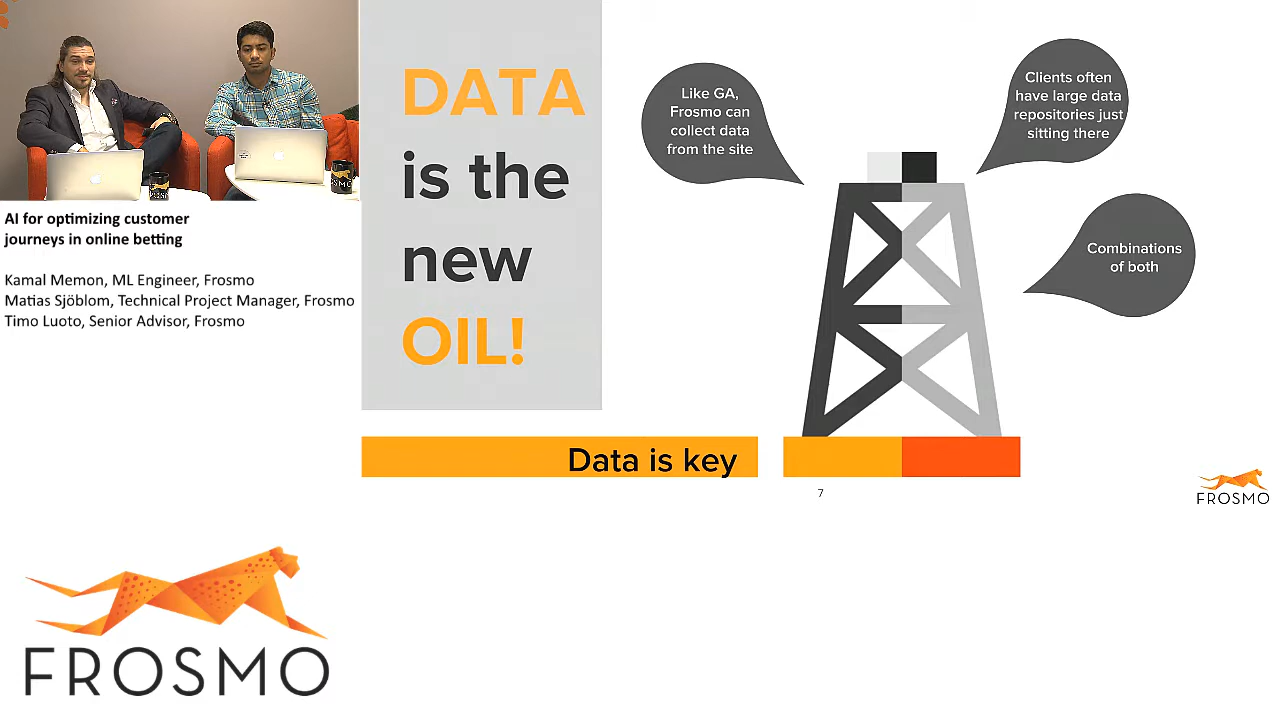 AI for optimizing customer
journeys in online betting
Kamal Memon, ML Engineer, Frosmo
Matias Sjöblom, Technical Project Manager, Frosmo
Timo Luoto, Senior Advisor, Frosmo
FROSMO
DATA
is the
new
OIL!
Data is key
Like GA,
Frosmo can
collect data
from the site
Clients often
have large data
repositories just
sitting there
Combinations
of both
7
FROSMO
OSMO